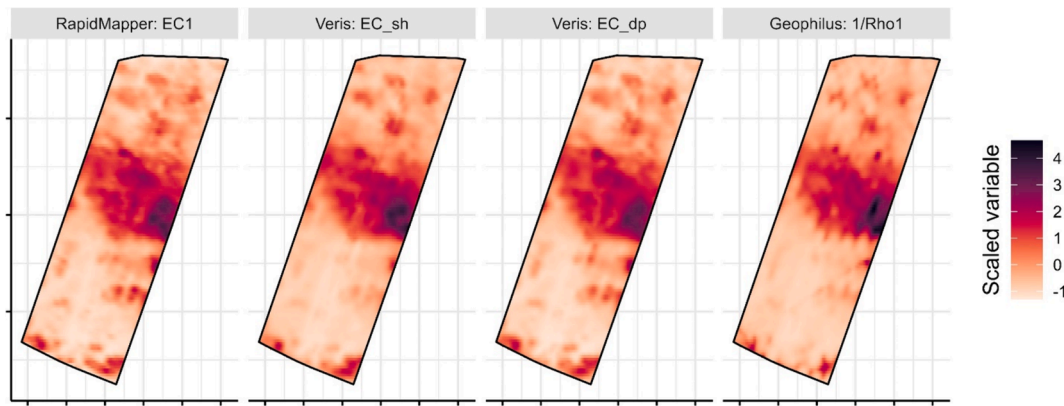 RapidMapper: EC1
Veris: EC_sh
Veris: EC_dp
Geophilus: 1/Rho1
Scaled variable
4
3
2
1
0
-1